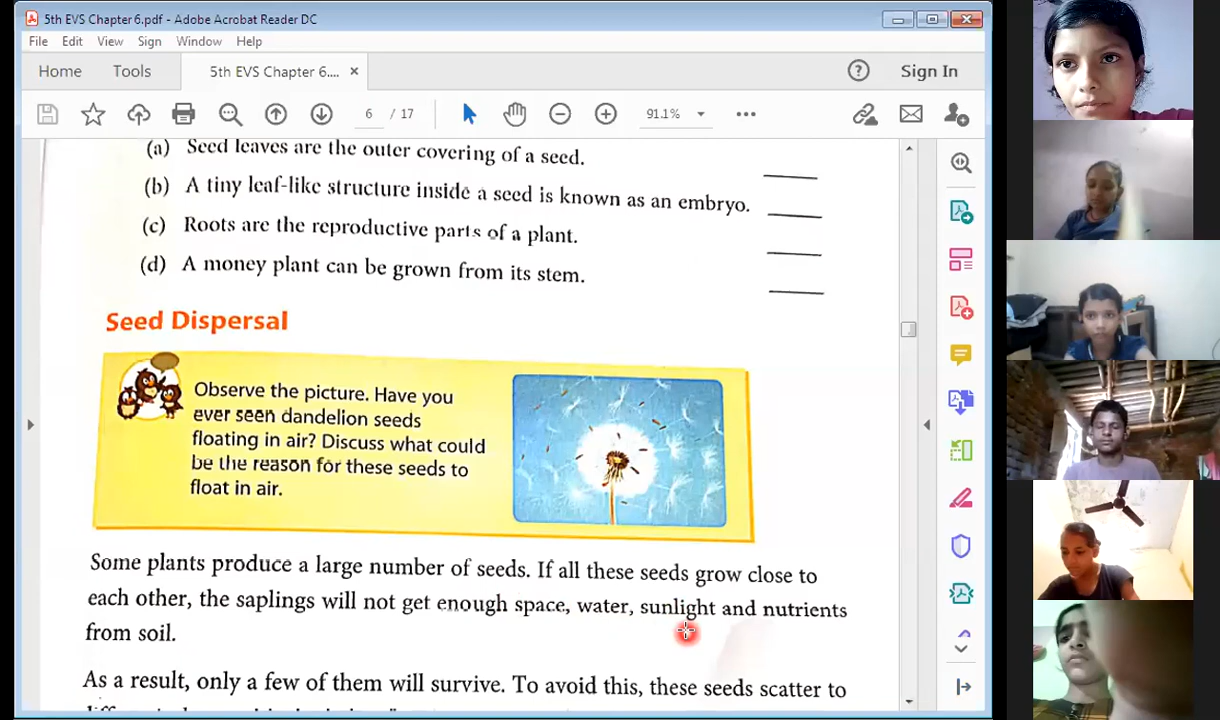 5th EVS Chapter 6.pdf - Adobe Acrobat Reader DC
File Edit View Sign Window Help
Home Tools 5th EVS Chapter 6.... Sign In
6 / 17 91.1%
(a) Seed leaves are the outer covering of a seed.
(b) A tiny leaf-like structure inside a seed is known as an embryo.
(c) Roots are the reproductive parts of a plant.
(d) A money plant can be grown from its stem.
Seed Dispersal
Observe the picture. Have you
ever seen dandelion seeds
floating in air? Discuss what could
be the reason for these seeds to
float in air.
Some plants produce a large number of seeds. If all these seeds grow close to
each other, the saplings will not get enough space, water, sunlight and nutrients
from soil.
As a result, only a few of them will survive. To avoid this, these seeds scatter to